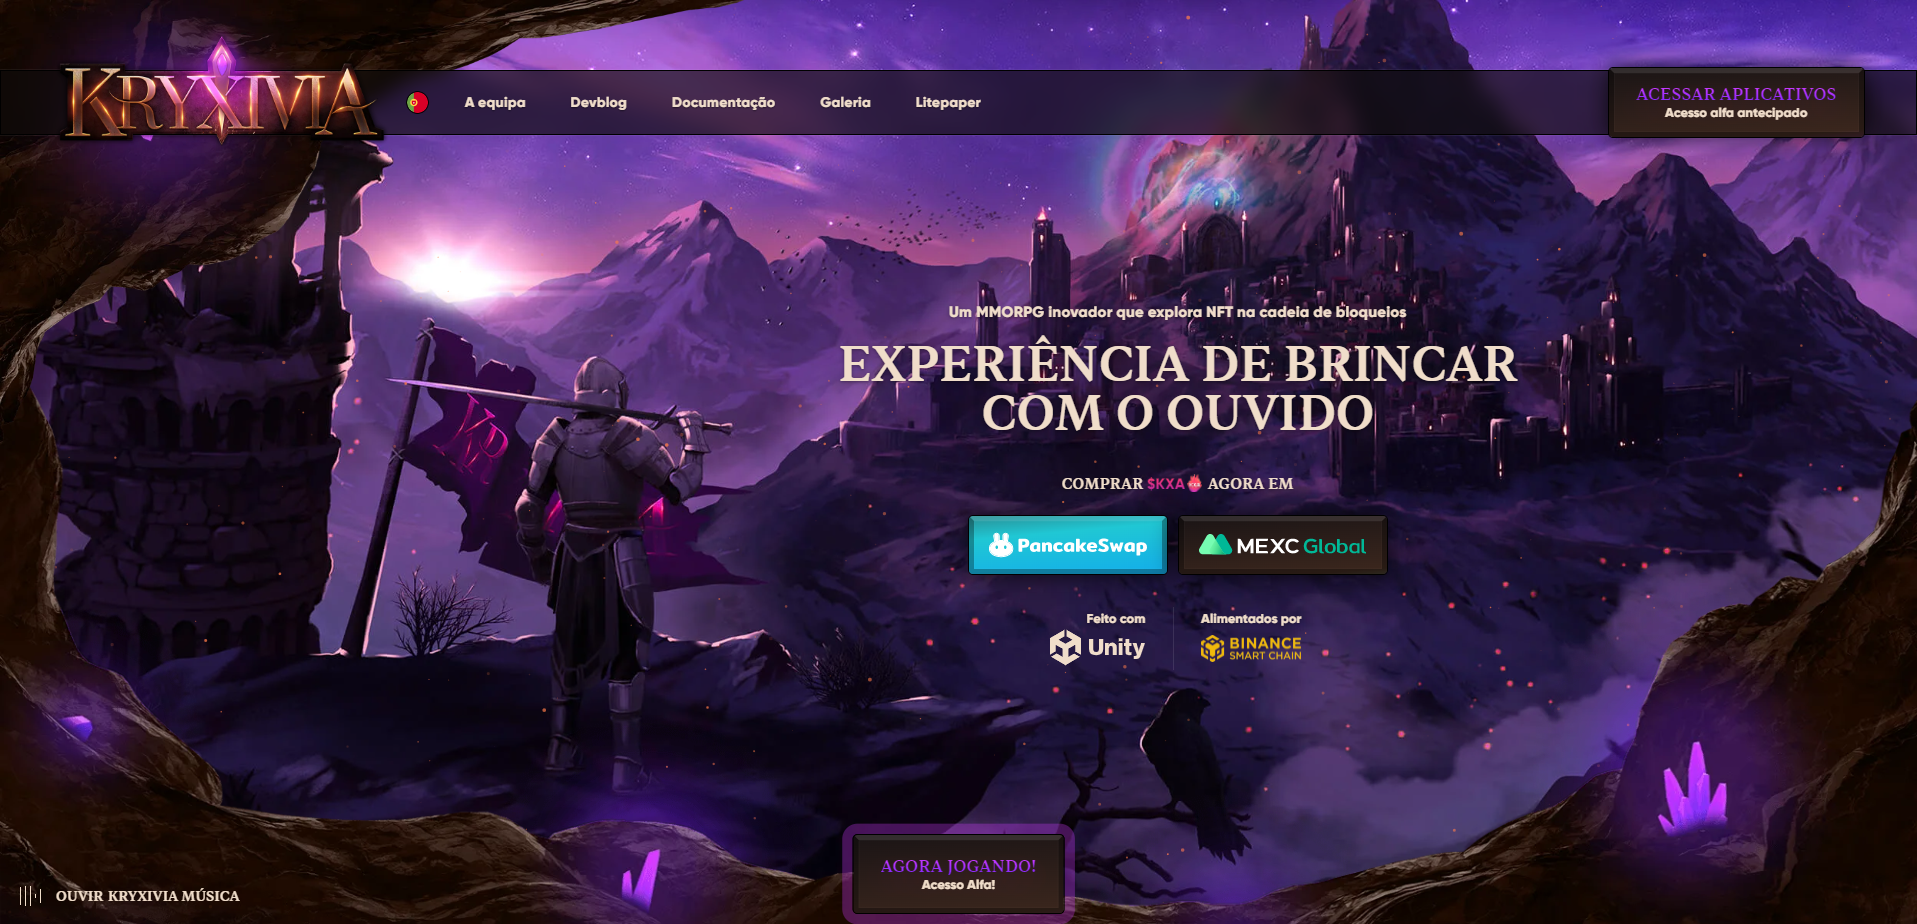 KRYXIVIA
A equipa
Devblog
Documentação
Galeria
Litepaper
ACESSAR APLICATIVOS
Acesso alfa antecipado
Um MMORPG inovador que explora NFT na cadeia de bloqueios
EXPERIÊNCIA DE BRINCAR
COM O OUVIDO
COMPRAR $KXA AGORA EM
PancakeSwap
MEXC Global
Feito com
Unity
Alimentados por
BINANCE
SMART CHAIN
KR
AGORA JOGANDO!
Acesso Alfa!
OUVIR KRYXIVIA MÚSICA